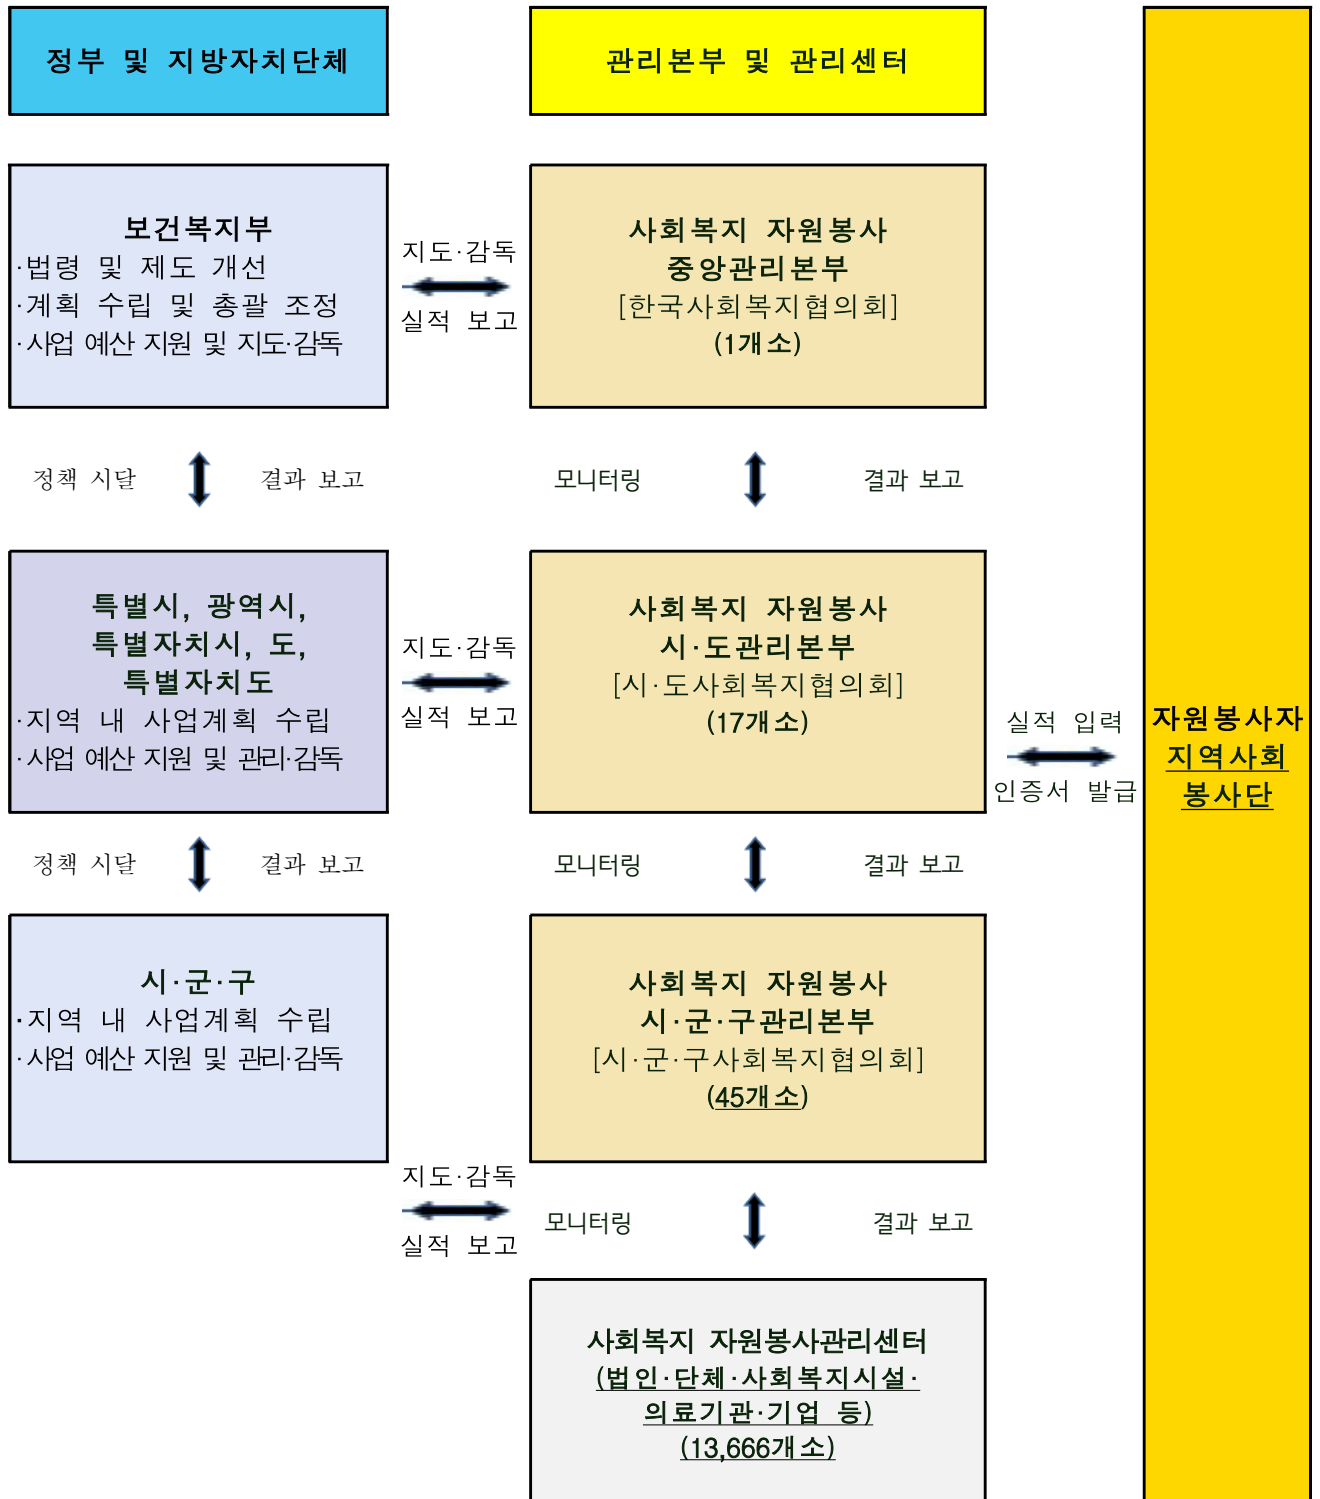 정부 및 지방자치단체
관리본부 및 관리센터
보건복지부
·법령 및 제도 개선
·계획 수립 및 총괄 조정
·사업 예산 지원 및 지도·감독
지도·감독
실적 보고
사회복지 자원봉사
중앙관리본부
[한국사회복지협의회]
(1개소)
정책 시달
결과 보고
모니터링
결과 보고
특별시, 광역시,
특별자치시, 도,
특별자치도
·지역 내 사업계획 수립
·사업 예산 지원 및 관리·감독
지도·감독
실적 보고
사회복지 자원봉사
시·도관리본부
[시·도사회복지협의회]
(17개소)
실적 입력
인증서 발급
자원봉사자
지역사회
봉사단
정책 시달
결과 보고
모니터링
결과 보고
시·군·구
·지역 내 사업계획 수립
·사업 예산 지원 및 관리·감독
사회복지 자원봉사
시·군·구관리본부
[시·군·구사회복지협의회]
(45개소)
지도·감독
실적 보고
모니터링
결과 보고
사회복지 자원봉사관리센터
(법인·단체·사회복지시설·
의료기관·기업 등)
(13,666개소)